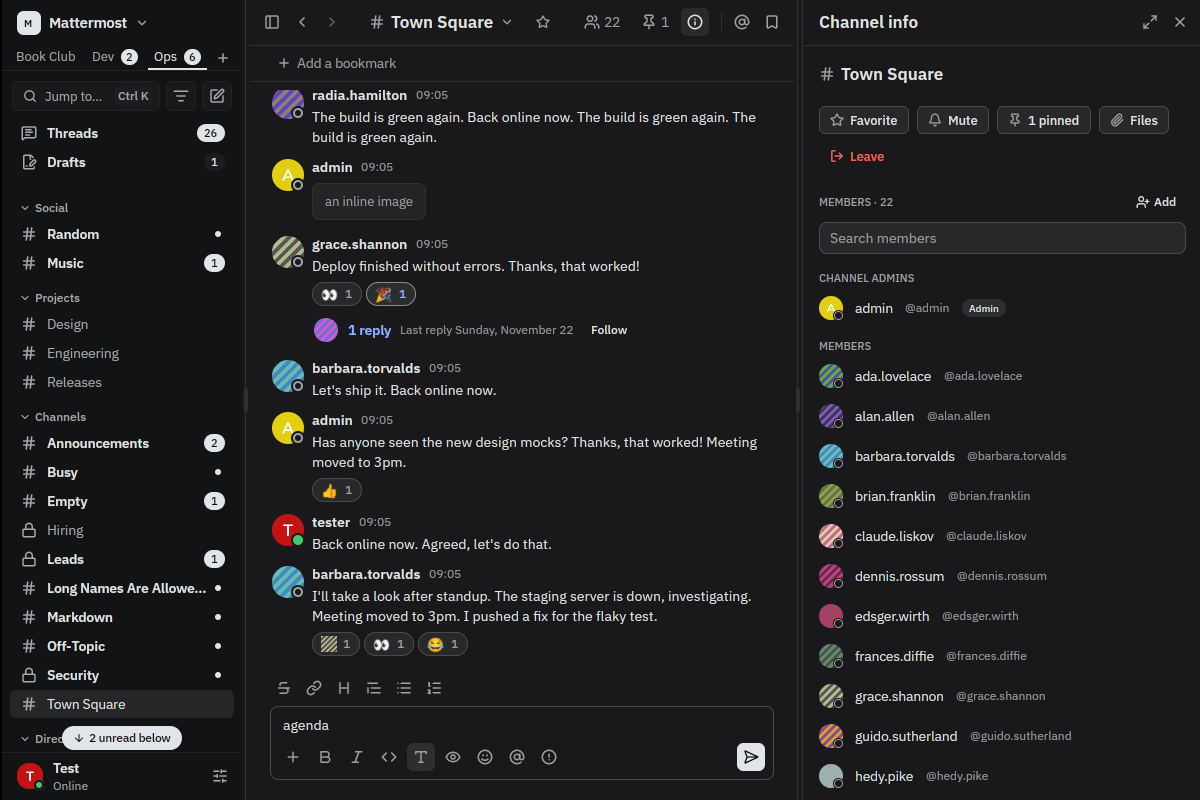 M Mattermost
Book Club Dev 2 Ops 6
Jump to... Ctrl K
Threads 26
Drafts 1
Social
Random
Music 1
Projects
Design
Engineering
Releases
Channels
Announcements 2
Busy
Empty 1
Hiring
Leads 1
Long Names Are Allowe...
Markdown
Off-Topic
Security
Town Square
Direc
2 unread below
T Test
Online
# Town Square 22 1
Add a bookmark
radia.hamilton 09:05
The build is green again. Back online now. The build is green again. The
build is green again.
A admin 09:05
an inline image
grace.shannon 09:05
Deploy finished without errors. Thanks, that worked!
👀 1 🎉 1
1 reply Last reply Sunday, November 22 Follow
barbara.torvalds 09:05
Let's ship it. Back online now.
A admin 09:05
Has anyone seen the new design mocks? Thanks, that worked! Meeting
moved to 3pm.
👍 1
T tester 09:05
Back online now. Agreed, let's do that.
barbara.torvalds 09:05
I'll take a look after standup. The staging server is down, investigating.
Meeting moved to 3pm. I pushed a fix for the flaky test.
1 👀 1 😂 1
agenda
Channel info
# Town Square
Favorite Mute 1 pinned Files
Leave
MEMBERS · 22 Add
Search members
CHANNEL ADMINS
A admin @admin Admin
MEMBERS
ada.lovelace @ada.lovelace
alan.allen @alan.allen
barbara.torvalds @barbara.torvalds
brian.franklin @brian.franklin
claude.liskov @claude.liskov
dennis.rossum @dennis.rossum
edsger.wirth @edsger.wirth
frances.diffie @frances.diffie
grace.shannon @grace.shannon
guido.sutherland @guido.sutherland
hedy.pike @hedy.pike